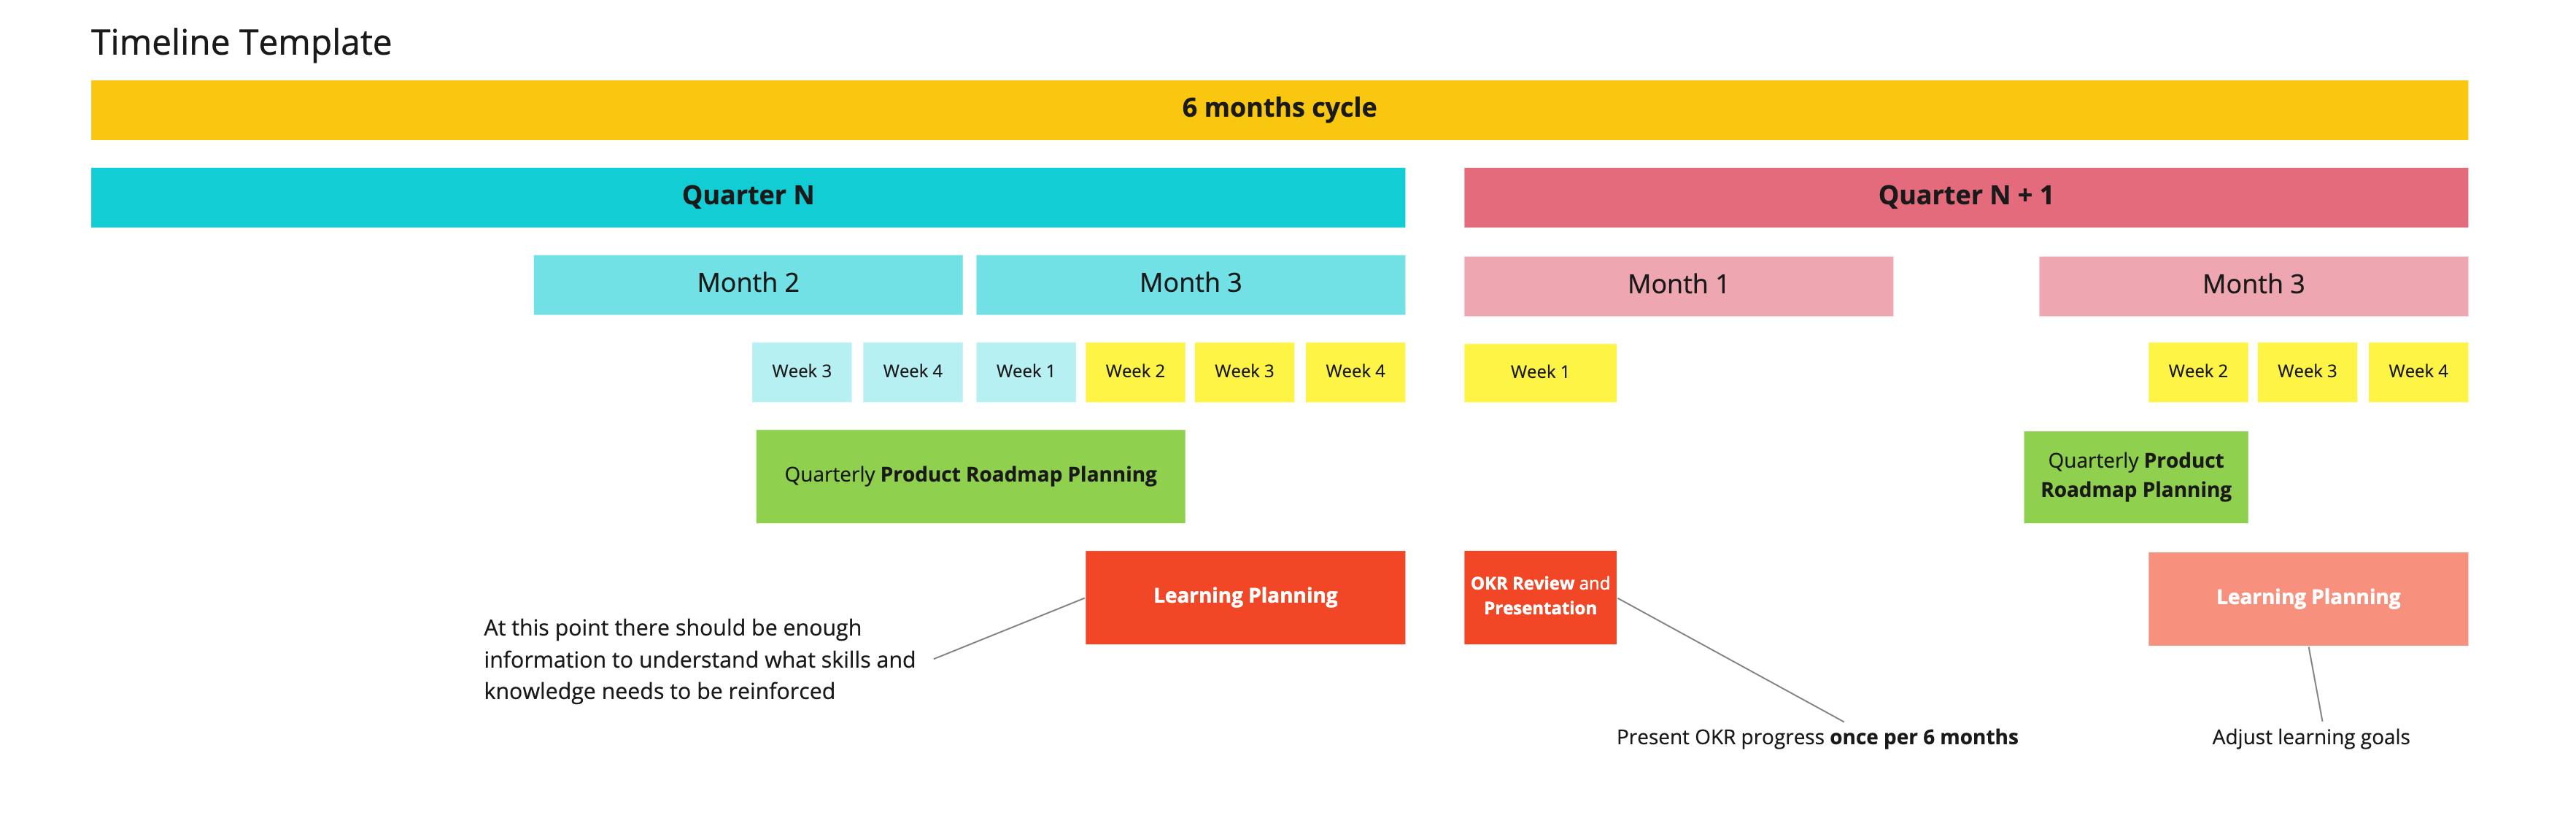 Timeline Template
6 months cycle
Quarter N
Quarter N + 1
Month 2
Month 3
Month 1
Month 3
Week 3
Week 4
Week 1
Week 2
Week 3
Week 4
Week 1
Week 2
Week 3
Week 4
Quarterly Product Roadmap Planning
Quarterly Product
Roadmap Planning
Learning Planning
OKR Review and
Presentation
Learning Planning
At this point there should be enough
information to understand what skills and
knowledge needs to be reinforced
Present OKR progress once per 6 months
Adjust learning goals